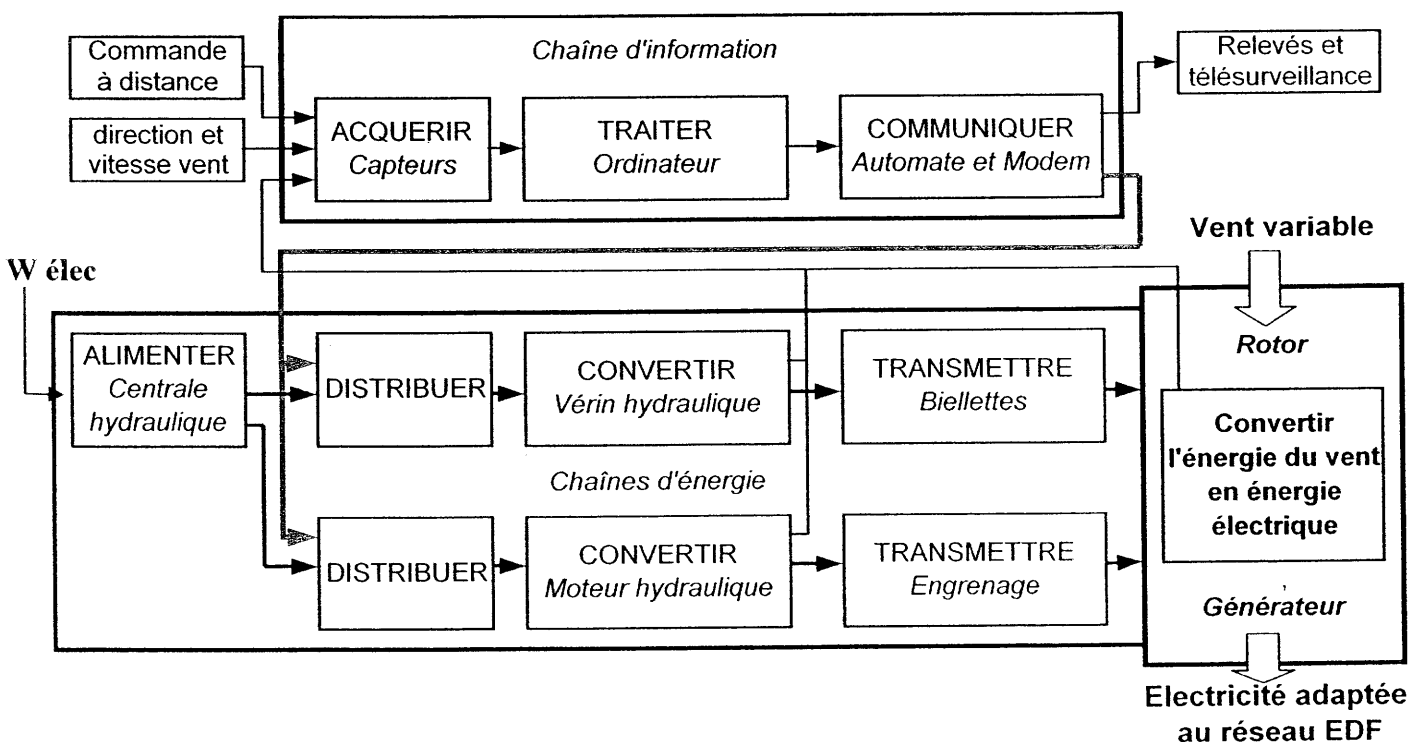 Commande
à distance
Chaîne d'information
Relevés et
télésurveillance
direction et
vitesse vent
ACQUERIR
Capteurs
TRAITER
Ordinateur
COMMUNIQUER
Automate et Modem
Vent variable
W élec
Rotor
ALIMENTER
Centrale
hydraulique
DISTRIBUER
CONVERTIR
Vérin hydraulique
TRANSMETTRE
Biellettes
Convertir
l'énergie du vent
en énergie
électrique
Chaînes d'énergie
DISTRIBUER
CONVERTIR
Moteur hydraulique
TRANSMETTRE
Engrenage
Générateur
Electricité adaptée
au réseau EDF